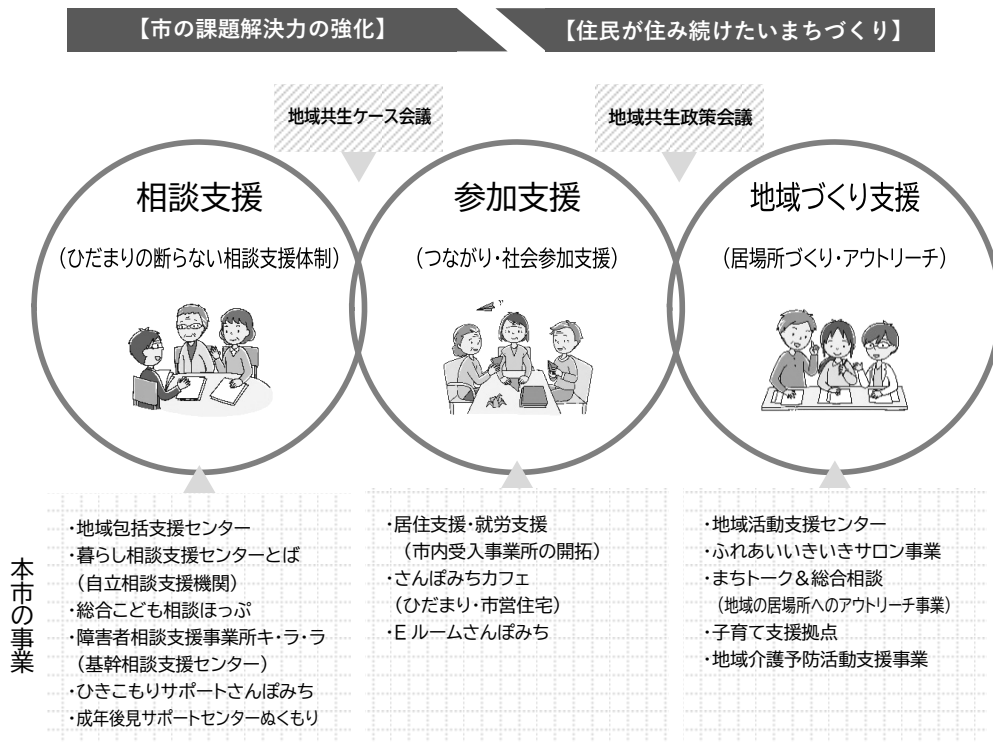 【市の課題解決力の強化】
【住民が住み続けたいまちづくり】
地域共生ケース会議
地域共生政策会議
相談支援
（ひだまりの断らない相談支援体制）
参加支援
（つながり・社会参加支援）
地域づくり支援
（居場所づくり・アウトリーチ）
本市の事業
・地域包括支援センター
・暮らし相談支援センターとば
（自立相談支援機関）
・総合こども相談ほっぷ
・障害者相談支援事業所キ・ラ・ラ
（基幹相談支援センター）
・ひきこもりサポートさんぽみち
・成年後見サポートセンターぬくもり
・居住支援・就労支援
（市内受入事業所の開拓）
・さんぽみちカフェ
（ひだまり・市営住宅）
・E ルームさんぽみち
・地域活動支援センター
・ふれあいいきいきサロン事業
・まちトーク＆総合相談
（地域の居場所へのアウトリーチ事業）
・子育て支援拠点
・地域介護予防活動支援事業